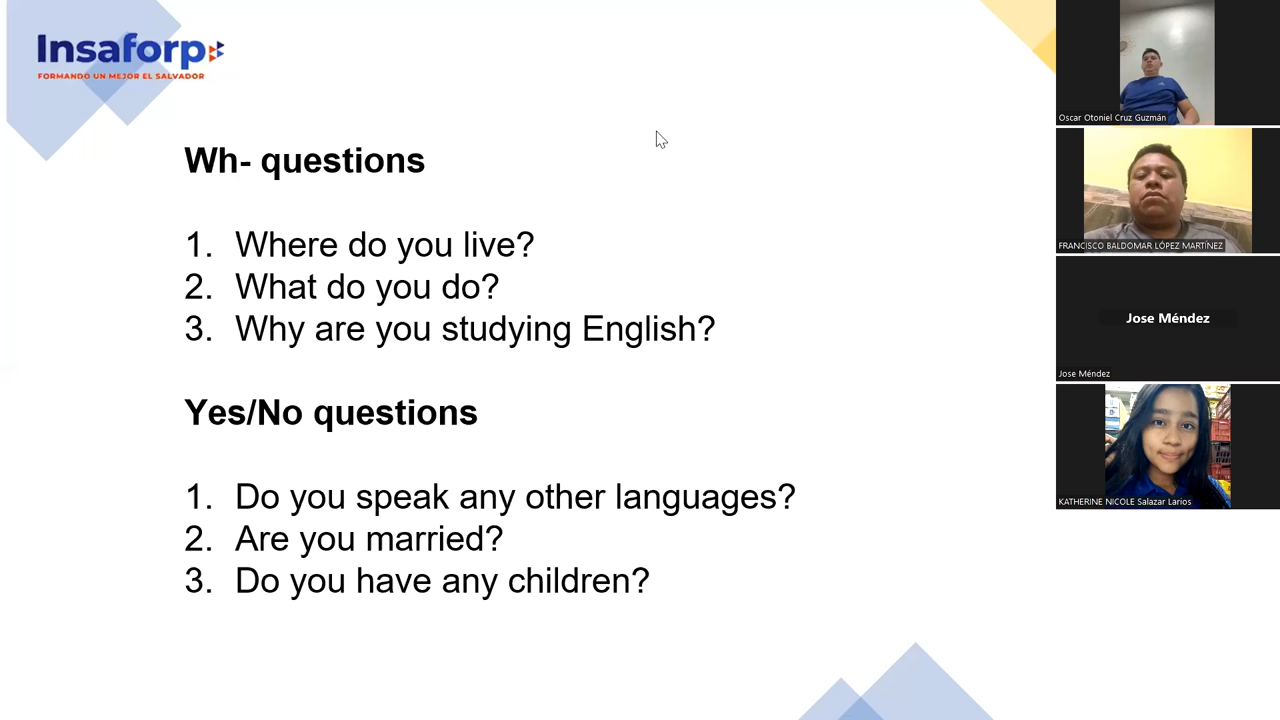 Insaforp
FORMANDO UN MEJOR EL SALVADOR
Wh- questions
1. Where do you live?
2. What do you do?
3. Why are you studying English?
Yes/No questions
1. Do you speak any other languages?
2. Are you married?
3. Do you have any children?
Oscar Otoniel Cruz Guzmán
FRANCISCO BALDOMAR LÓPEZ MARTÍNEZ
Jose Méndez
Jose Méndez
KATHERINE NICOLE Salazar Larios